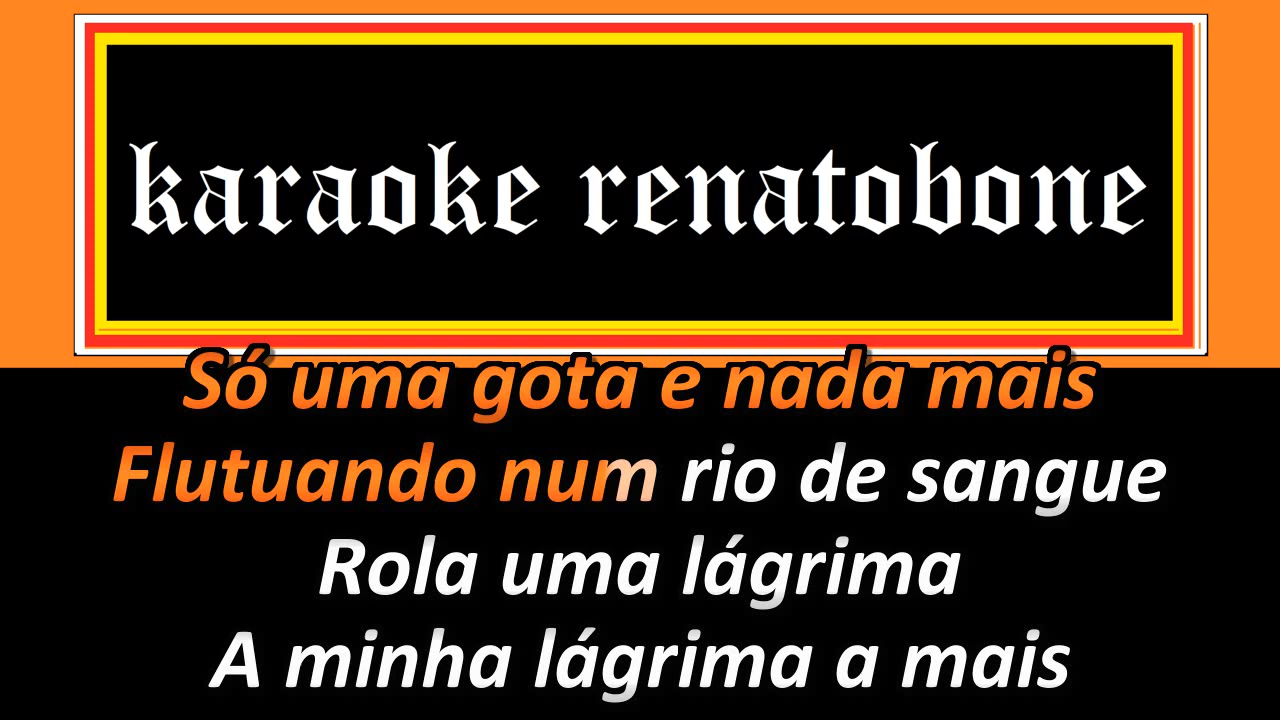 karaoke renatobone
Só uma gota e nada mais
Flutuando num rio de sangue
Rola uma lágrima
A minha lágrima a mais